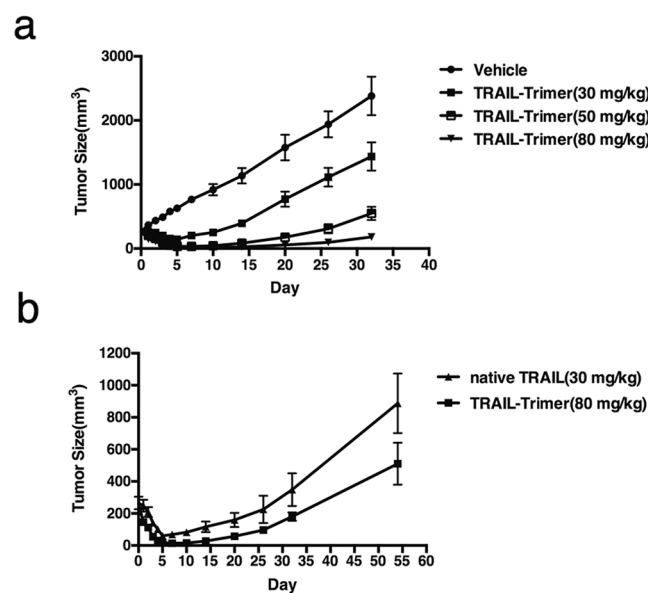 a
3000
2000
1000
0
Tumor Size(mm³)
0 5 10 15 20 25 30 35 40
Day
Vehicle
TRAIL-Trimer(30 mg/kg)
TRAIL-Trimer(50 mg/kg)
TRAIL-Trimer(80 mg/kg)
b
1200
1000
800
600
400
200
0
Tumor Size(mm³)
0 5 10 15 20 25 30 35 40 45 50 55 60
Day
native TRAIL(30 mg/kg)
TRAIL-Trimer(80 mg/kg)